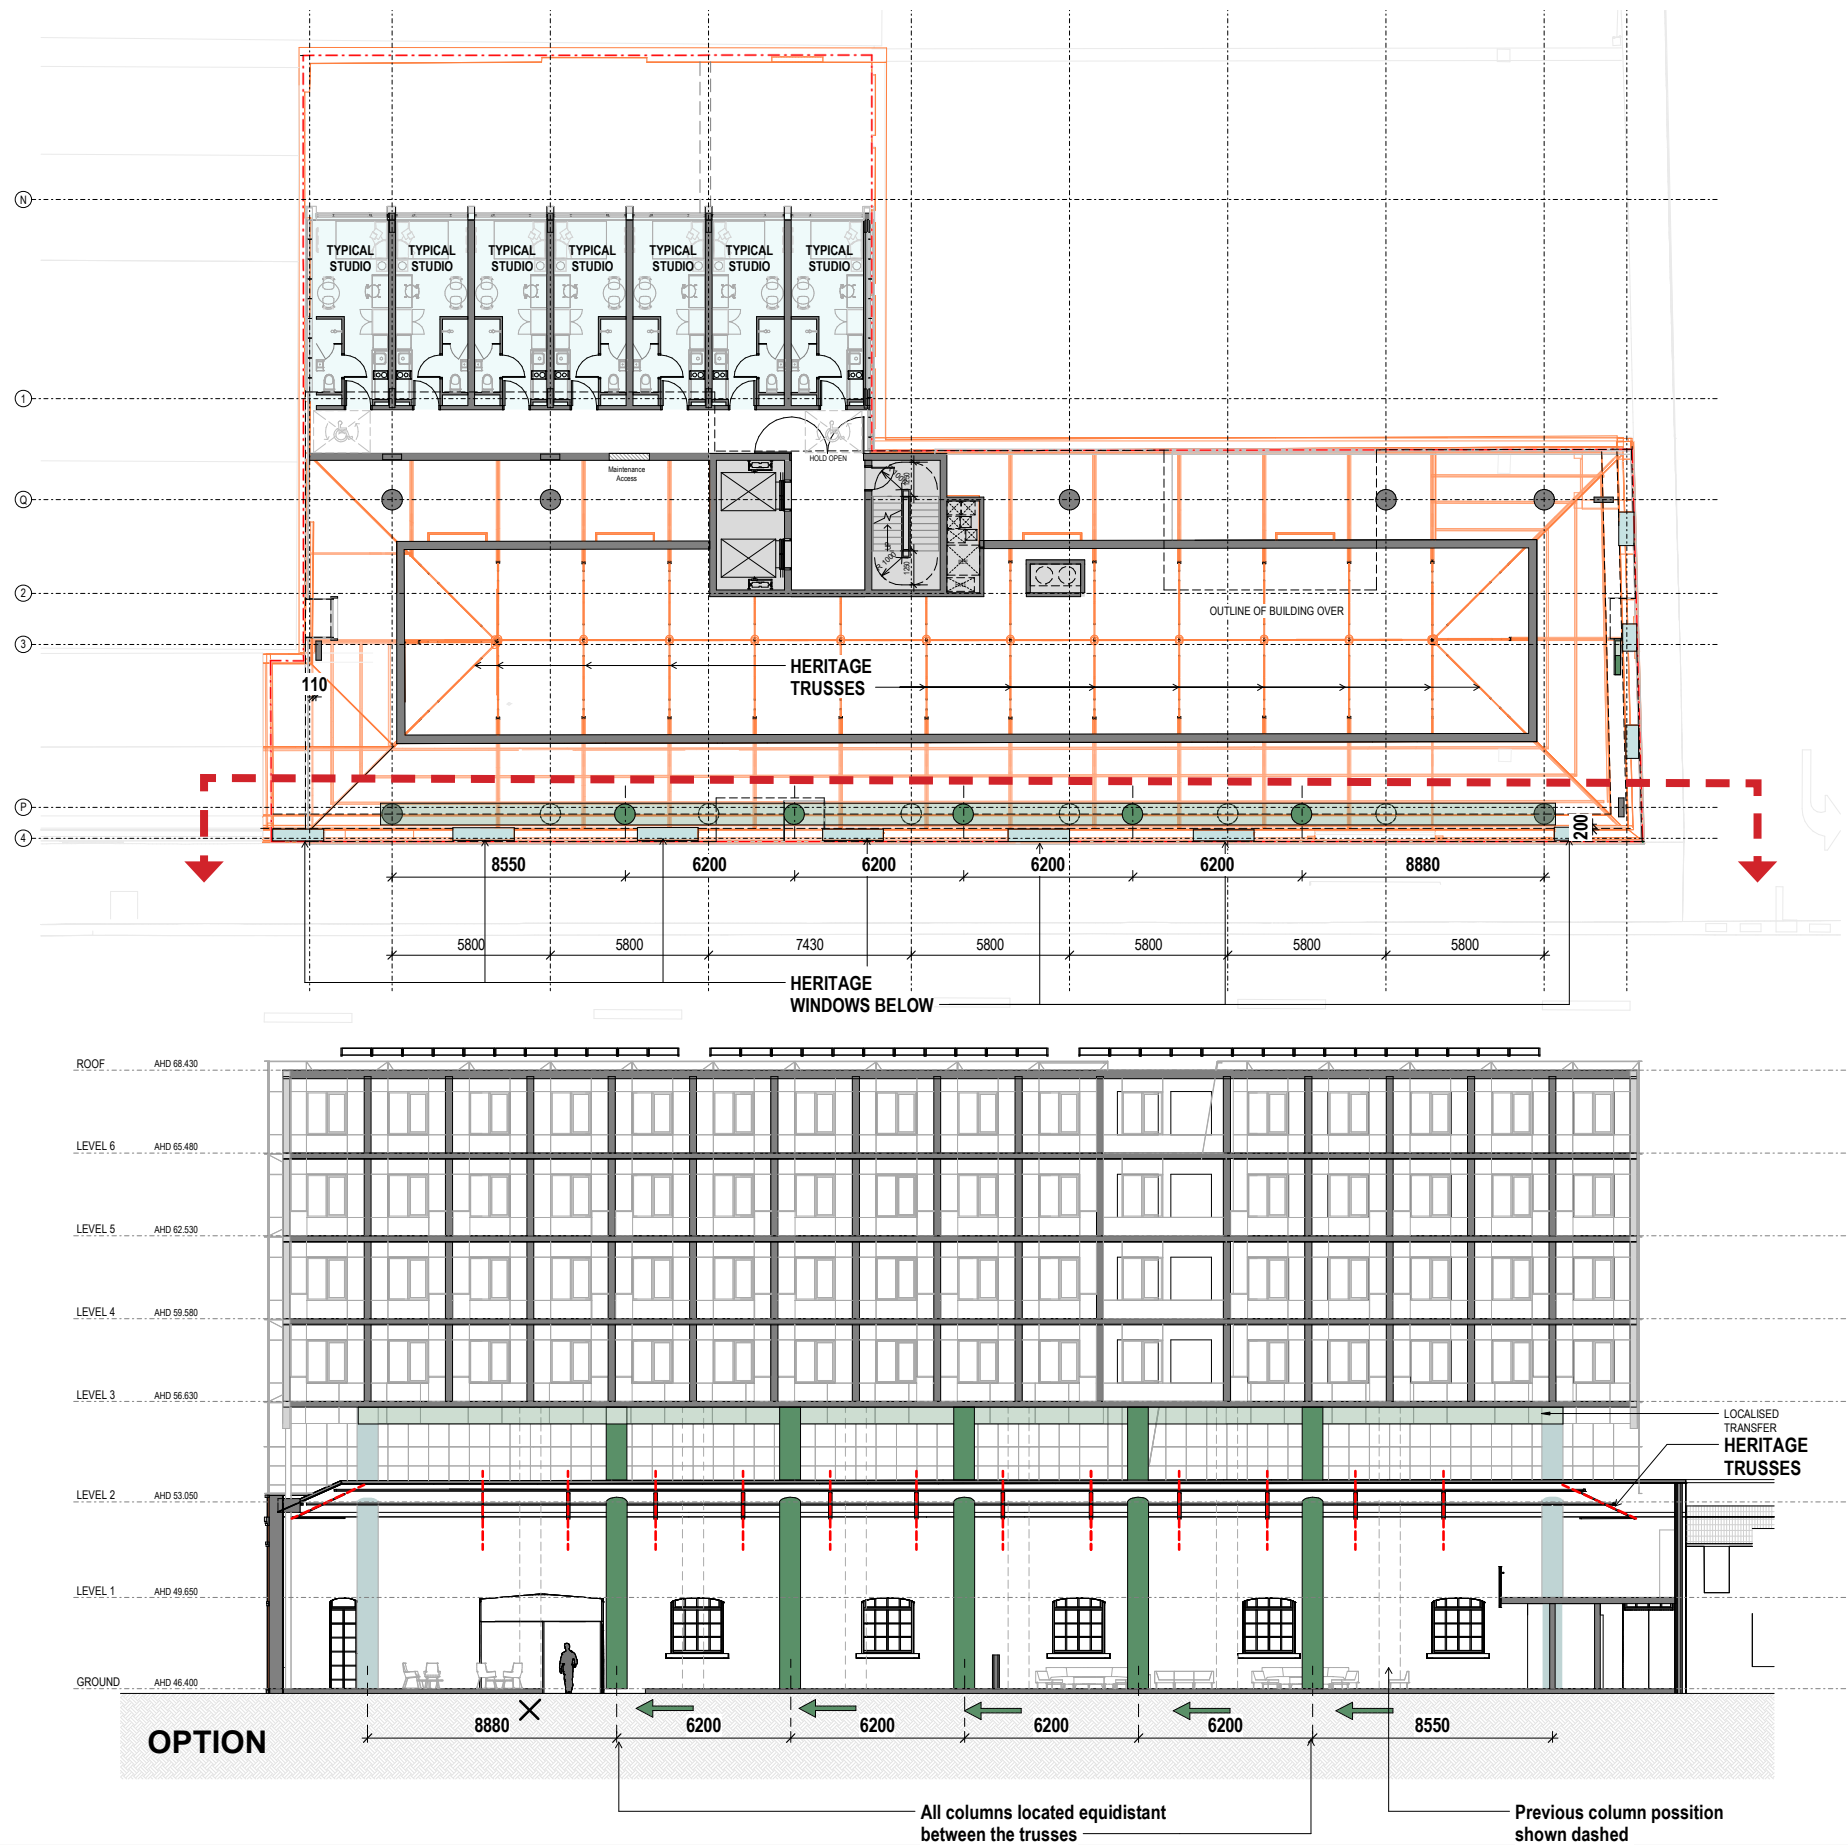 N
TYPICAL STUDIO
TYPICAL STUDIO
TYPICAL STUDIO
TYPICAL STUDIO
TYPICAL STUDIO
TYPICAL STUDIO
TYPICAL STUDIO
1
HOLD OPEN
Maintenance
Access
Q
R 1000
R 1000
UP
1250
2
OUTLINE OF BUILDING OVER
3
HERITAGE
TRUSSES
110
P
4
200
8550 6200 6200 6200 6200 8880
5800 5800 7430 5800 5800 5800 5800
HERITAGE
WINDOWS BELOW
ROOF AHD 68.430
LEVEL 6 AHD 65.480
LEVEL 5 AHD 62.530
LEVEL 4 AHD 59.580
LEVEL 3 AHD 56.630
LOCALISED
TRANSFER
HERITAGE
TRUSSES
LEVEL 2 AHD 53.050
LEVEL 1 AHD 49.650
GROUND AHD 46.400
OPTION
8880 6200 6200 6200 6200 8550
All columns located equidistant
between the trusses
Previous column possition
shown dashed